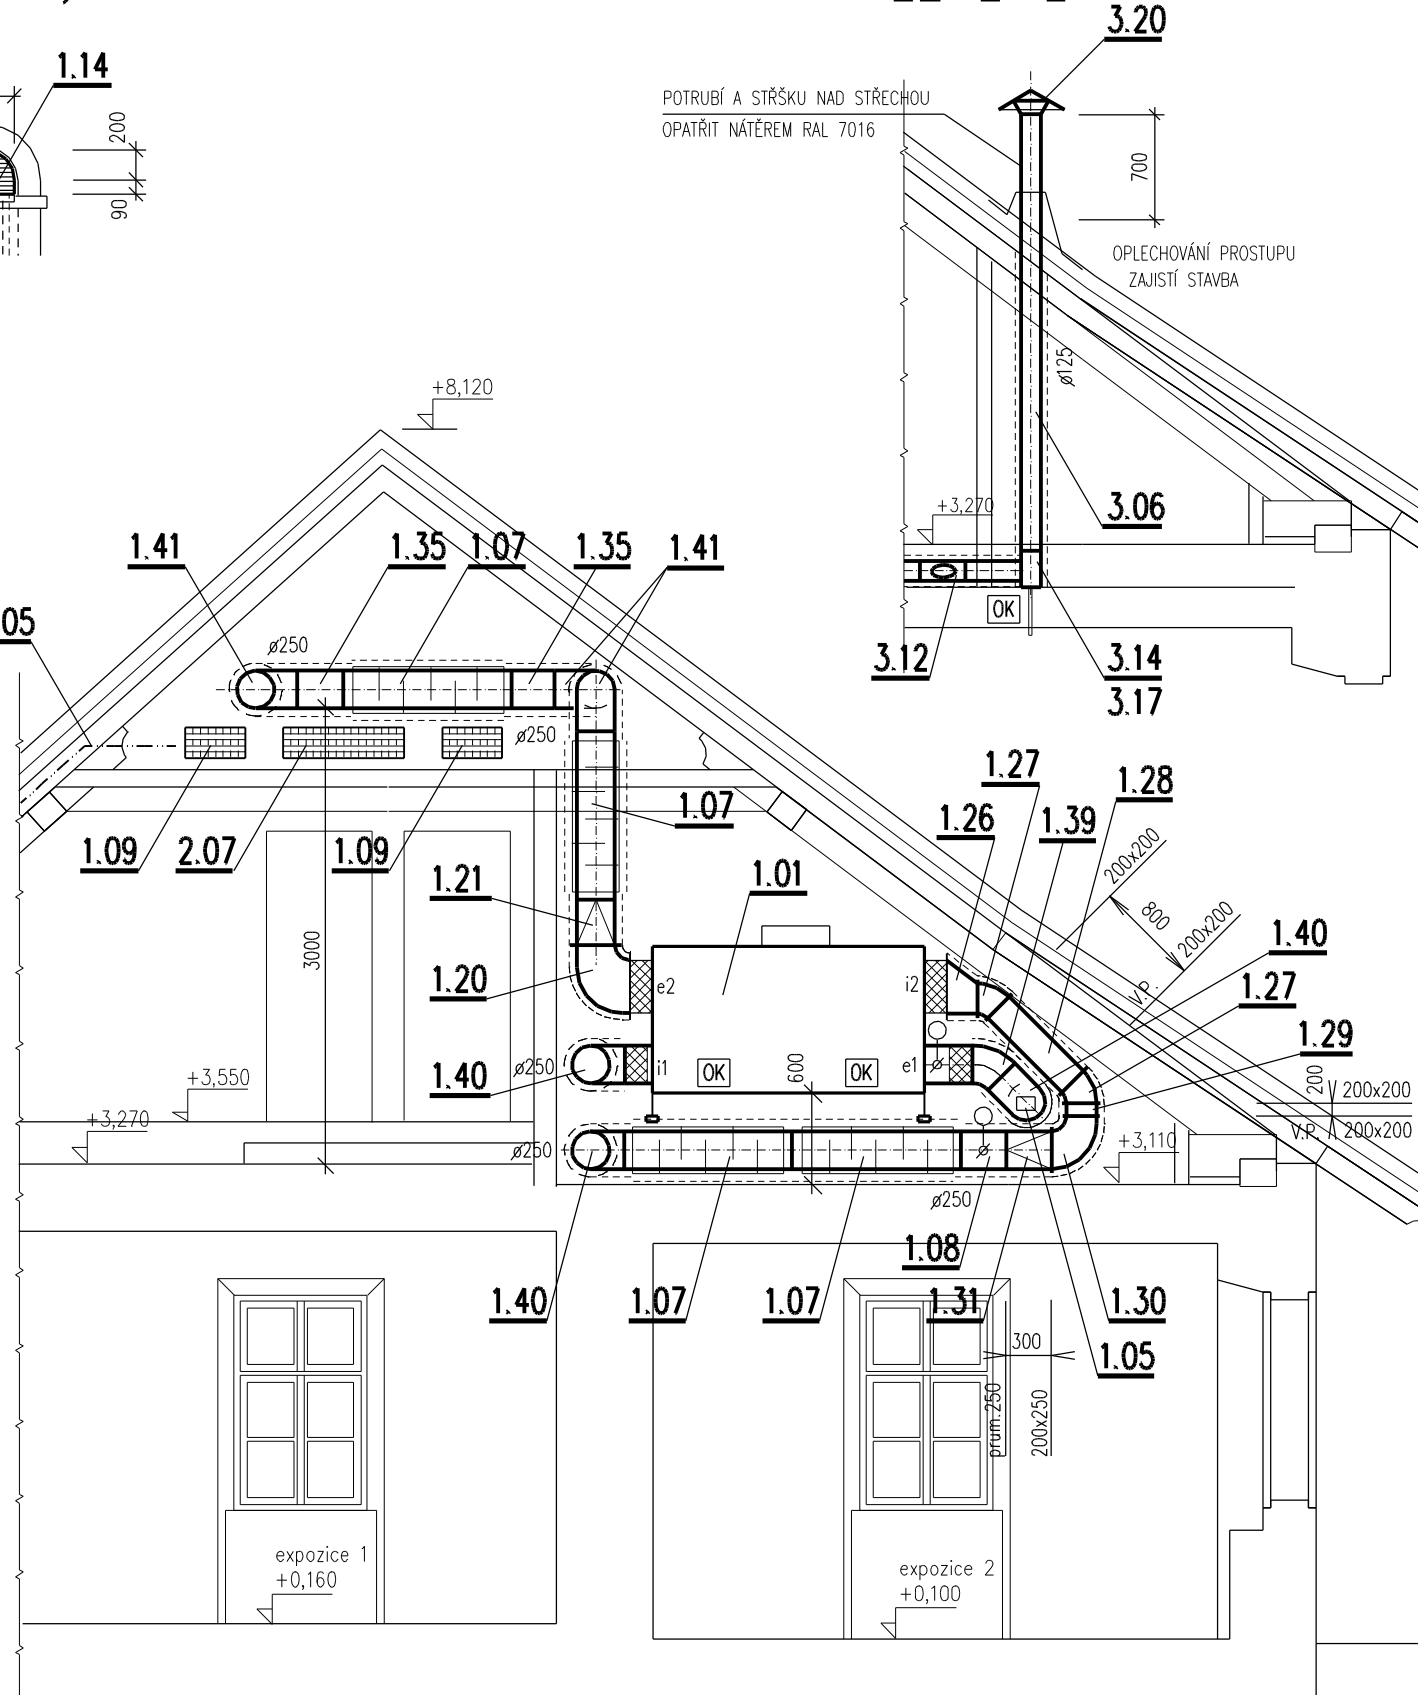 3.20
1.14
POTRUBÍ A STŘÍŠKU NAD STŘECHOU
OPATŘIT NÁTĚREM RAL 7016
200
90
700
OPLECHOVÁNÍ PROSTUPU
ZAJISTÍ STAVBA
ø125
+8,120
+3,270
3.06
OK
3.12
3.14
3.17
1.41
1.35
1.07
1.35
1.41
05
ø250
ø250
1.27
1.28
1.26
1.39
1.07
1.09
2.07
1.09
1.21
1.01
200x200
800
200x200
V.P.
3000
1.20
e2
i2
1.40
1.27
1.29
ø250
i1
OK
600
OK
e1
1.40
+3,550
200
200x200
+3,270
V.P.
200x200
ø250
+3,110
ø250
1.08
1.40
1.07
1.07
1.31
1.30
300
1.05
prum.250
200x250
expozice 1
+0,160
expozice 2
+0,100